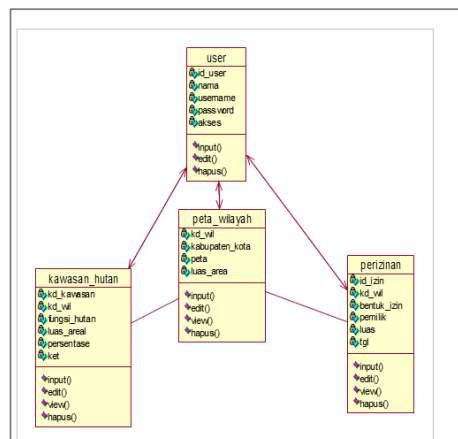 user
id_user
nama
username
password
akses
input()
edit()
hapus()
peta_wilayah
kd_wil
kabupaten_kota
peta
luas_area
input()
edit()
view()
hapus()
kawasan_hutan
kd_kawasan
kd_wil
fungsi_hutan
luas_areal
persentase
ket
input()
edit()
view()
hapus()
perizinan
id_izin
kd_wil
bentuk_izin
pemilik
luas
tgl
input()
edit()
view()
hapus()